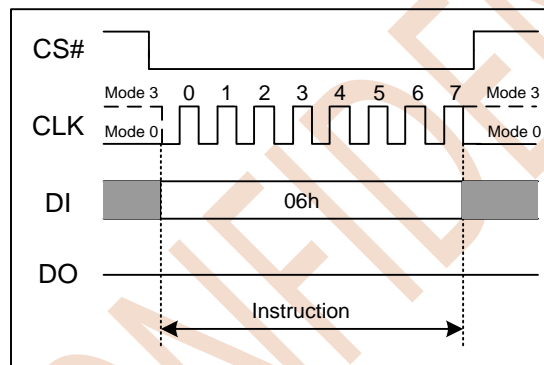 CS#
Mode 3 0 1 2 3 4 5 6 7 Mode 3
CLK
Mode 0 Mode 0
DI 06h
DO
Instruction